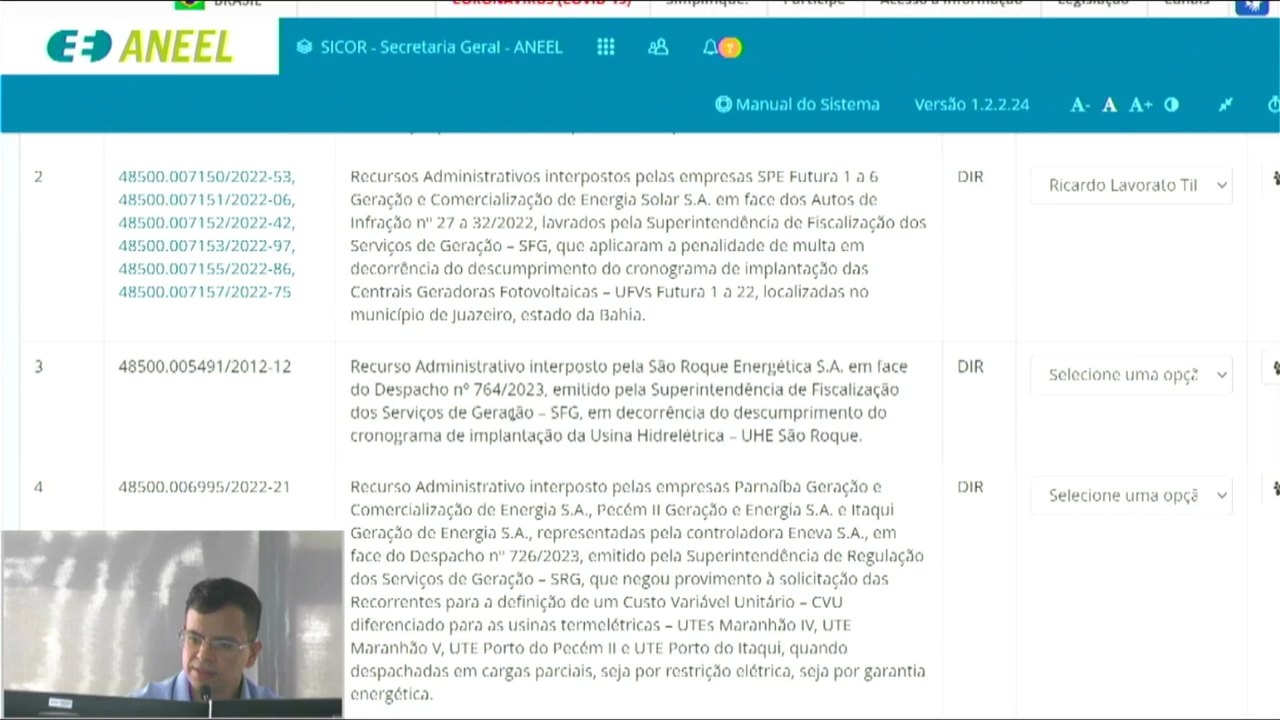 BRASIL
CORONAVÍRUS (COVID-19)
Simplifique!
Participe
Acesso à informação
Legislação
Canais
ANEEL
SICOR - Secretaria Geral - ANEEL
7
Manual do Sistema
Versão 1.2.2.24
A- A A+
2
48500.007150/2022-53,
48500.007151/2022-06,
48500.007152/2022-42,
48500.007153/2022-97,
48500.007155/2022-86,
48500.007157/2022-75
Recursos Administrativos interpostos pelas empresas SPE Futura 1 a 6
Geração e Comercialização de Energia Solar S.A. em face dos Autos de
Infração nº 27 a 32/2022, lavrados pela Superintendência de Fiscalização dos
Serviços de Geração – SFG, que aplicaram a penalidade de multa em
decorrência do descumprimento do cronograma de implantação das
Centrais Geradoras Fotovoltaicas – UFVs Futura 1 a 22, localizadas no
município de Juazeiro, estado da Bahia.
DIR
Ricardo Lavorato Til
3
48500.005491/2012-12
Recurso Administrativo interposto pela São Roque Energética S.A. em face
do Despacho nº 764/2023, emitido pela Superintendência de Fiscalização
dos Serviços de Geração – SFG, em decorrência do descumprimento do
cronograma de implantação da Usina Hidrelétrica – UHE São Roque.
DIR
Selecione uma opçã
4
48500.006995/2022-21
Recurso Administrativo interposto pelas empresas Parnaíba Geração e
Comercialização de Energia S.A., Pecém II Geração e Energia S.A. e Itaqui
Geração de Energia S.A., representadas pela controladora Eneva S.A., em
face do Despacho nº 726/2023, emitido pela Superintendência de Regulação
dos Serviços de Geração – SRG, que negou provimento à solicitação das
Recorrentes para a definição de um Custo Variável Unitário – CVU
diferenciado para as usinas termelétricas – UTEs Maranhão IV, UTE
Maranhão V, UTE Porto do Pecém II e UTE Porto do Itaqui, quando
despachadas em cargas parciais, seja por restrição elétrica, seja por garantia
energética.
DIR
Selecione uma opçã